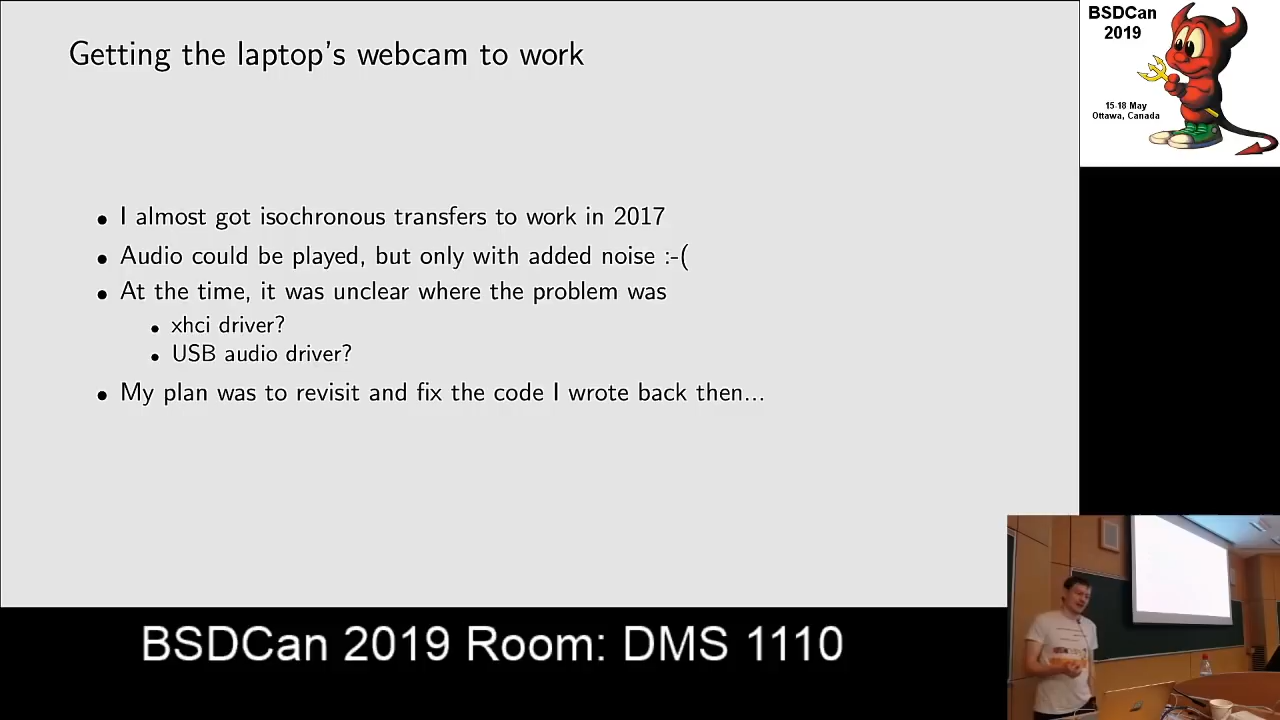 Getting the laptop's webcam to work
• I almost got isochronous transfers to work in 2017
• Audio could be played, but only with added noise :-(
• At the time, it was unclear where the problem was
• xhci driver?
• USB audio driver?
• My plan was to revisit and fix the code I wrote back then...
BSDCan
2019
15-18 May
Ottawa, Canada
BSDCan 2019 Room: DMS 1110